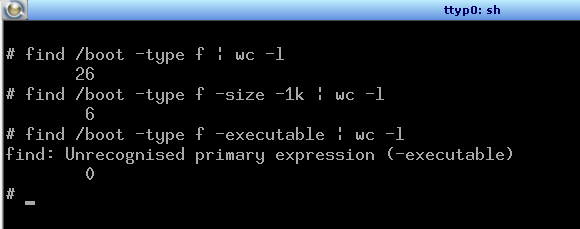 ttyp0: sh
# find /boot -type f ¦ wc -l
26
# find /boot -type f -size -1k ¦ wc -l
6
# find /boot -type f -executable ¦ wc -l
find: Unrecognised primary expression (-executable)
0
# _